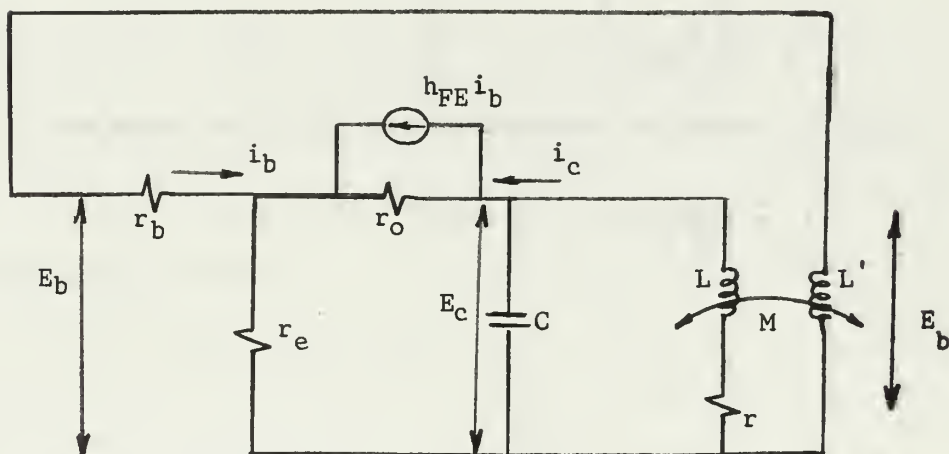 h_FE i_b
i_b
i_c
r_b
r_o
E_b
r_e
E_c
C
L
M
L'
r
E_b